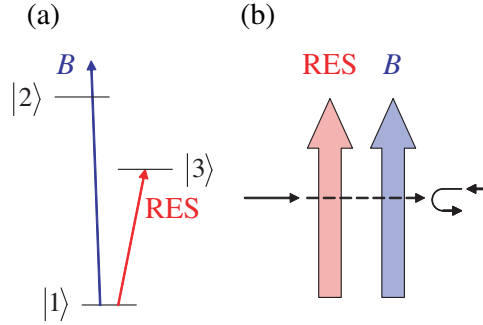 (a)
B
|2⟩
|3⟩
RES
|1⟩
(b)
RES B